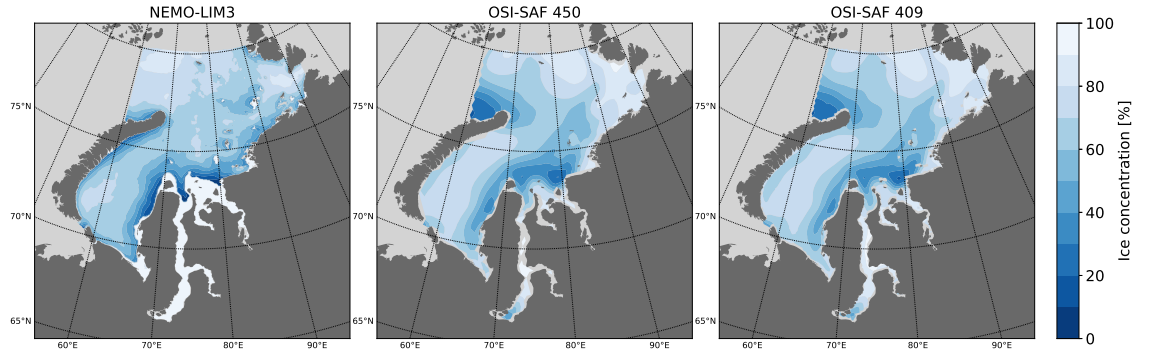 NEMO-LIM3 OSI-SAF 450 OSI-SAF 409
100
80
60
40
20
0
Ice concentration [%]
75°N 75°N 75°N
70°N 70°N 70°N
65°N 65°N 65°N
60°E 70°E 80°E 90°E 60°E 70°E 80°E 90°E 60°E 70°E 80°E 90°E